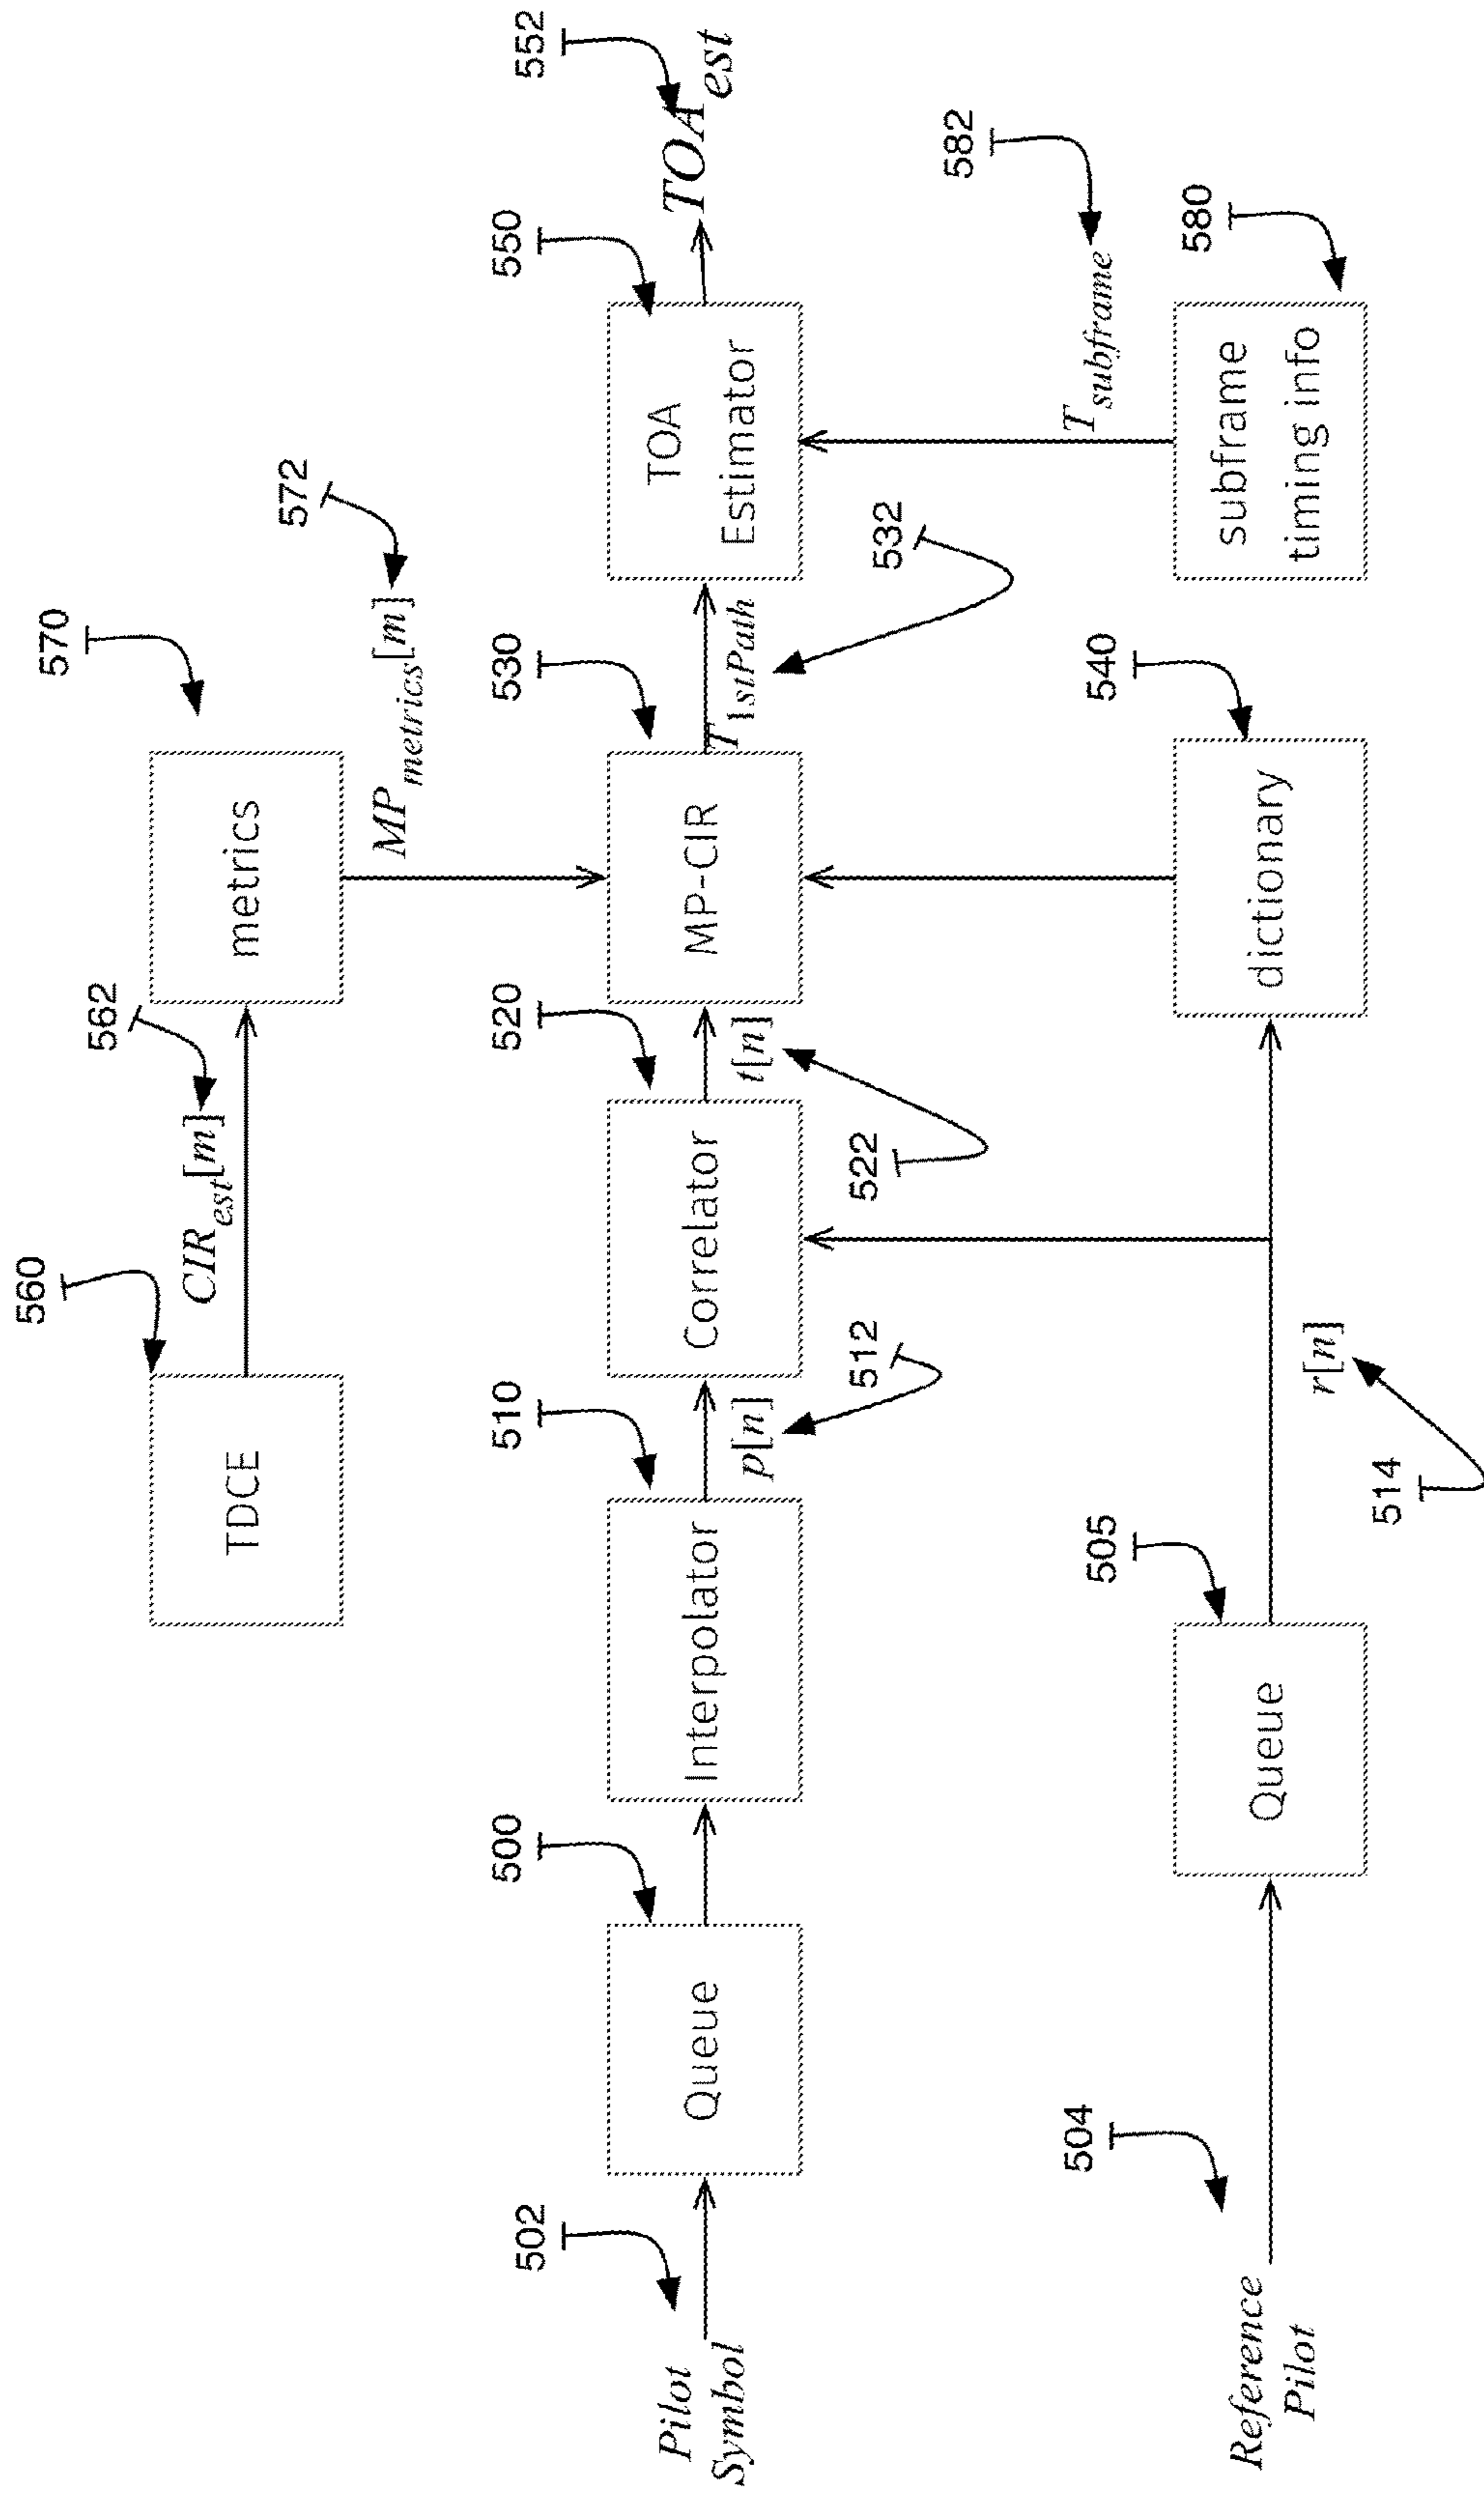 560
562
570
CIR_est[m]
572
TDCE
metrics
MP_metrics[m]
502
500
510
520
530
550
552
Pilot
Symbol
Queue
Interpolator
Correlator
MP-CIR
TOA
Estimator
TOA_est
p[n]
t[n]
T_1stPath
512
522
532
582
504
505
540
T_subframe
580
Reference
Pilot
Queue
dictionary
subframe
timing info
r[n]
514